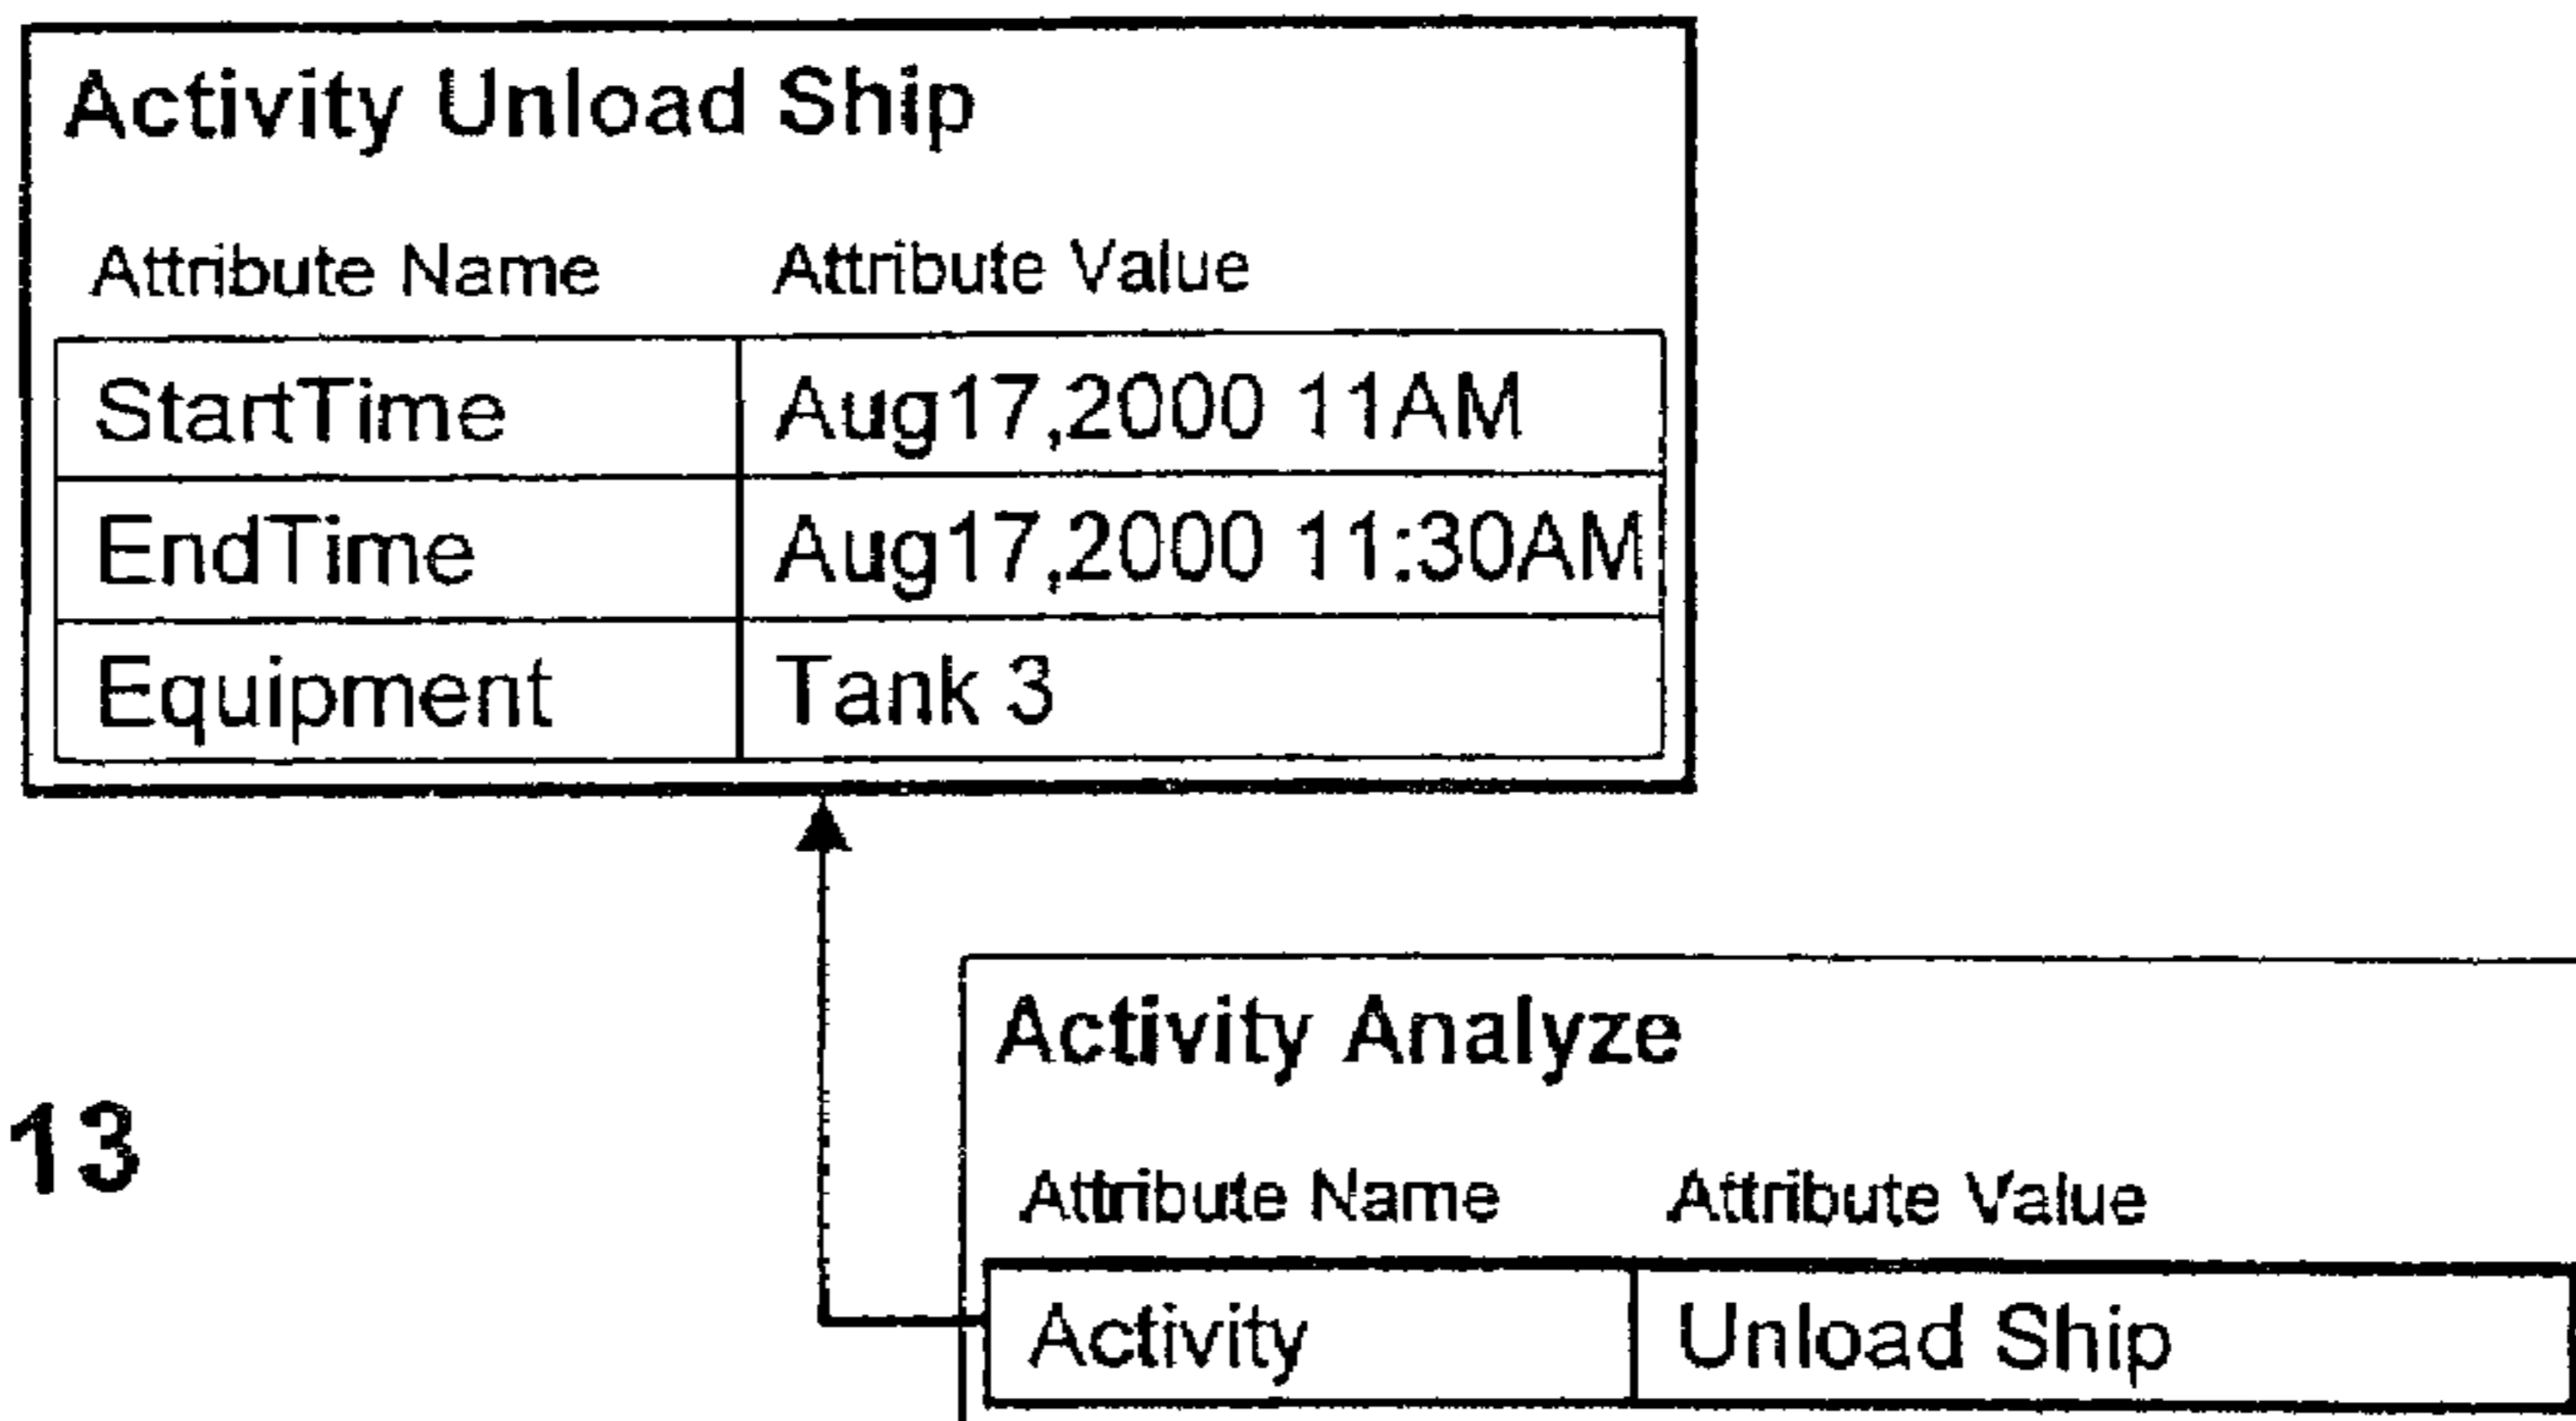 Activity Unload Ship
Attribute Name Attribute Value
StartTime Aug17,2000 11AM
EndTime Aug17,2000 11:30AM
Equipment Tank 3
13
Activity Analyze
Attribute Name Attribute Value
Activity Unload Ship